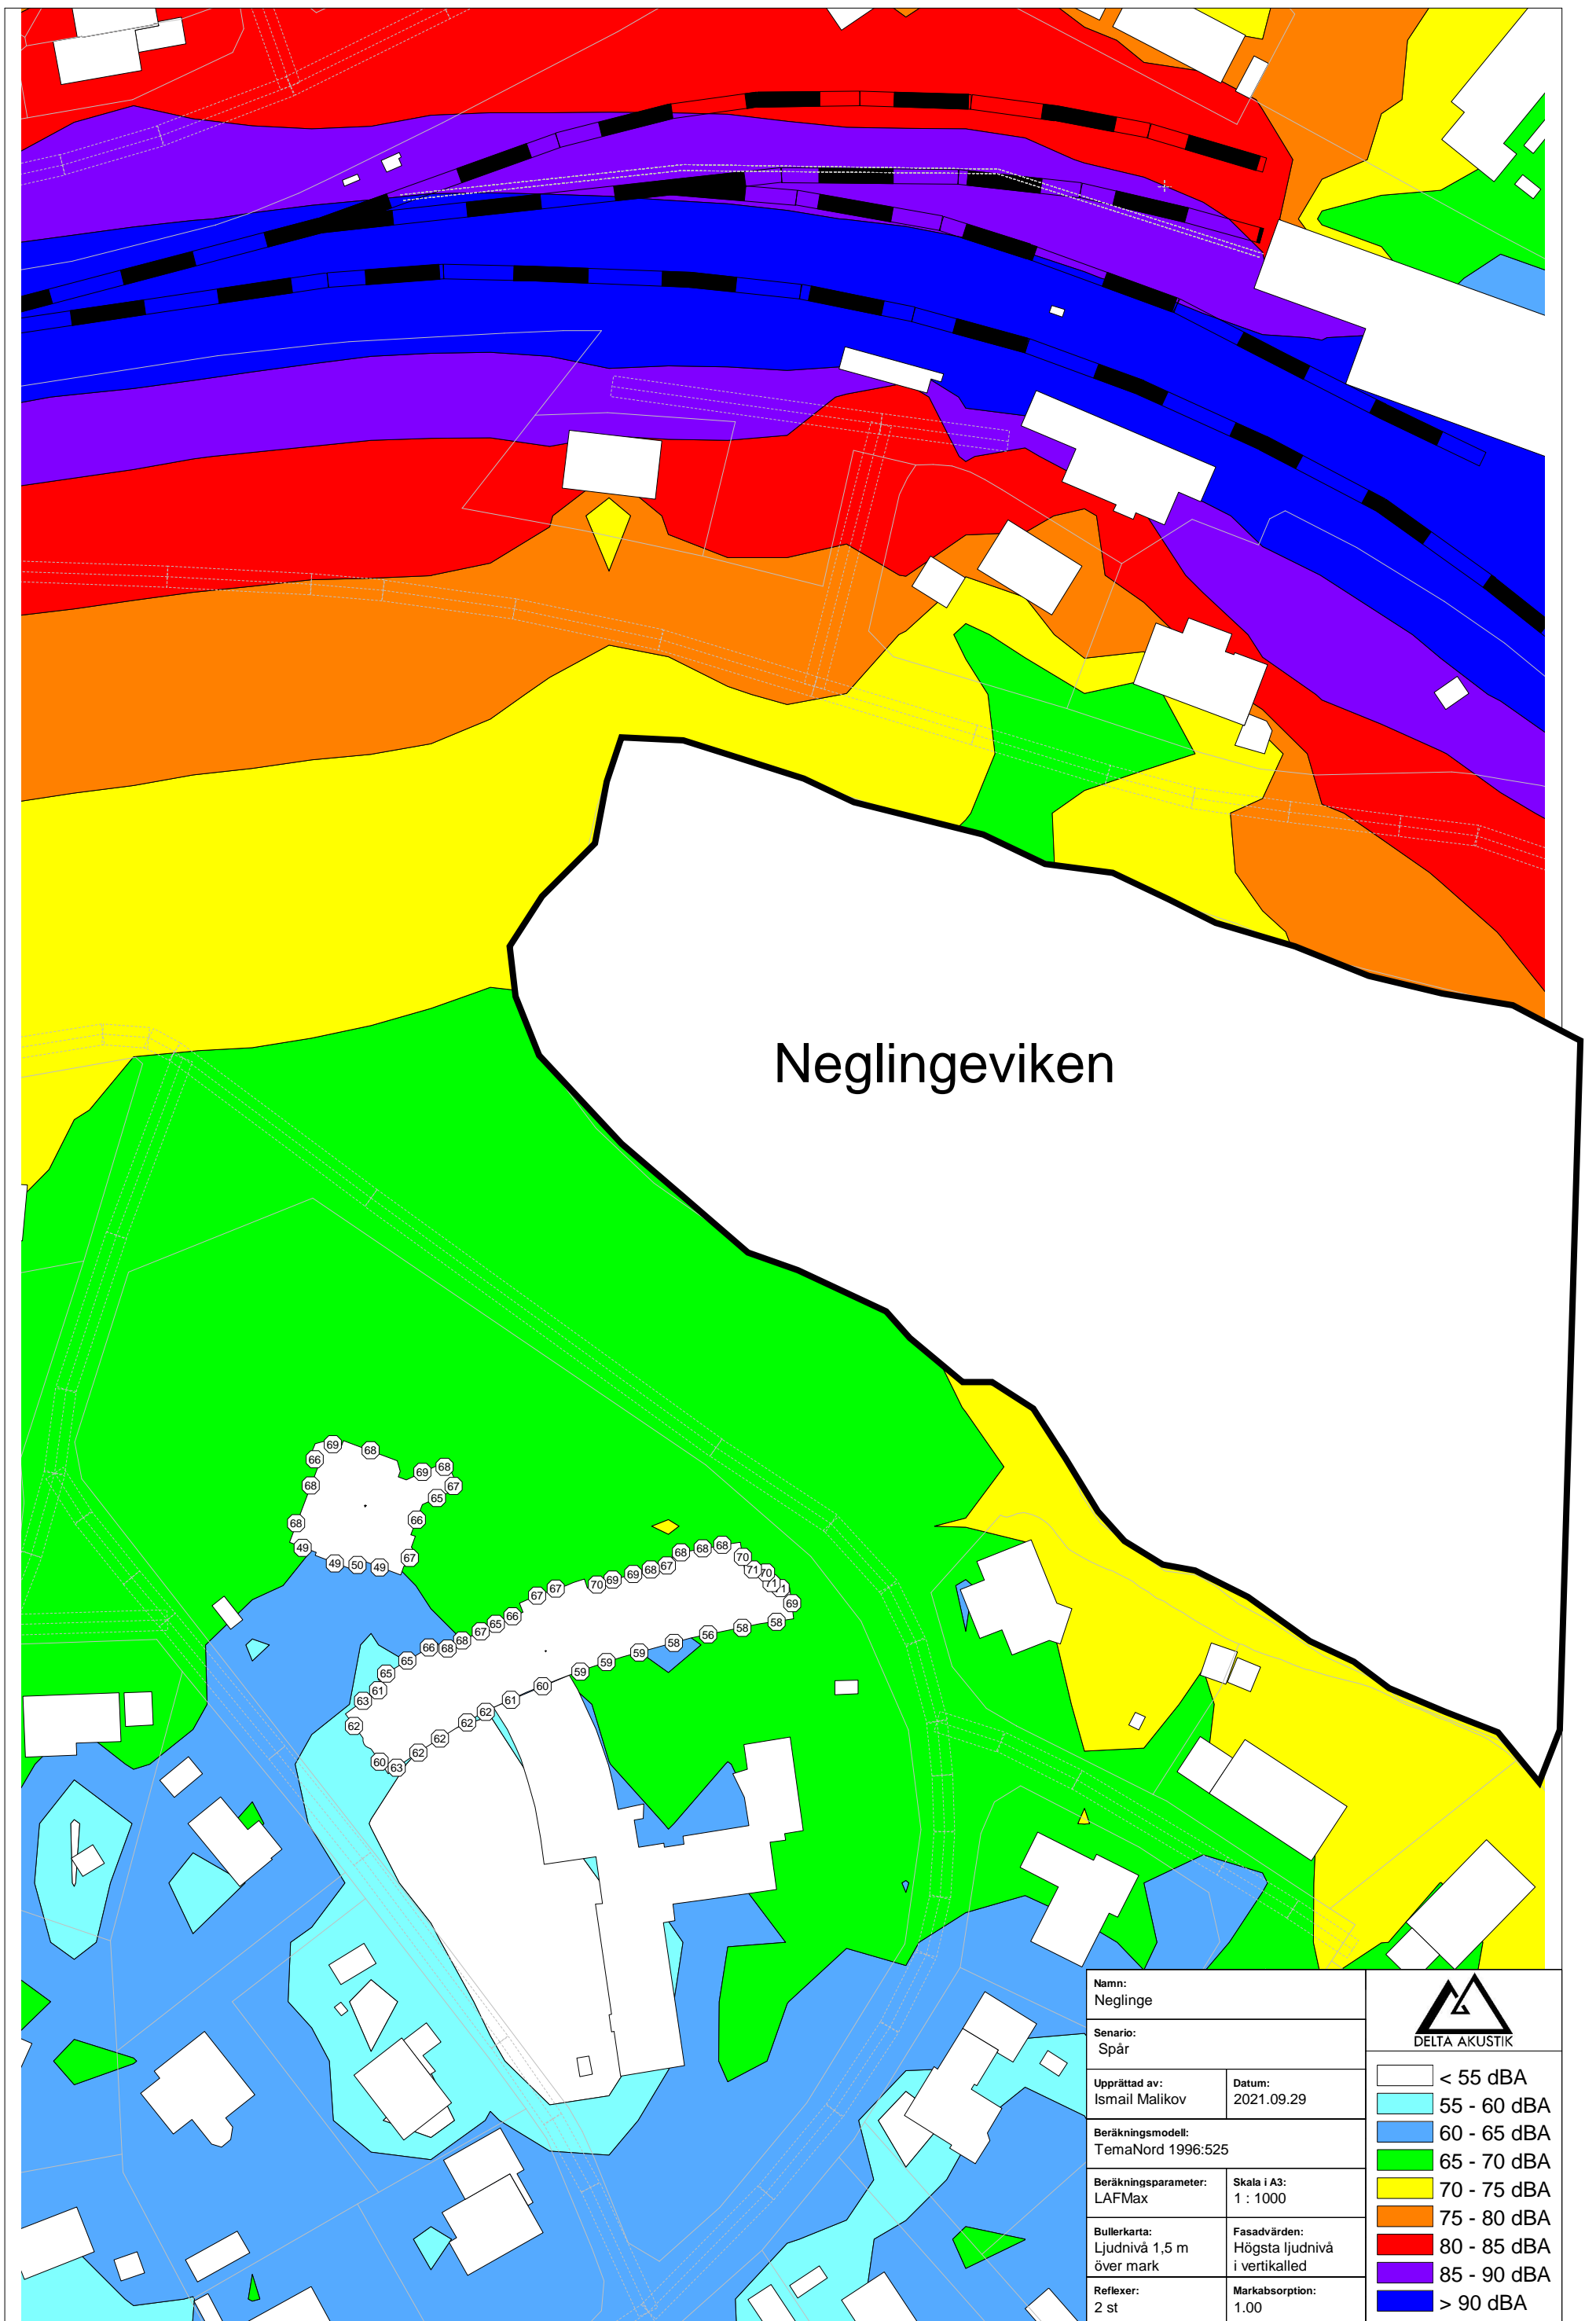 Neglingeviken
69
68
66
69
68
68
67
65
68
66
49
67
49
50
49
68
68
68
67
70
71
70
71
69
68
69
69
70
67
67
66
65
67
68
68
66
65
65
61
63
62
60
63
62
62
62
62
61
60
59
59
59
58
56
58
58
Namn:
Neglinge
Senario:
Spår
Upprättad av:
Ismail Malikov
Datum:
2021.09.29
Beräkningsmodell:
TemaNord 1996:525
Beräkningsparameter:
LAFMax
Skala i A3:
1 : 1000
Bullerkarta:
Ljudnivå 1,5 m
över mark
Fasadvärden:
Högsta ljudnivå
i vertikalled
Reflexer:
2 st
Markabsorption:
1.00
DELTA AKUSTIK
< 55 dBA
55 - 60 dBA
60 - 65 dBA
65 - 70 dBA
70 - 75 dBA
75 - 80 dBA
80 - 85 dBA
85 - 90 dBA
> 90 dBA